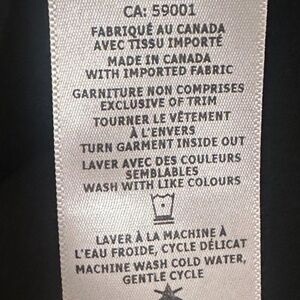 CA: 59001
FABRIQUÉ AU CANADA
AVEC TISSU IMPORTÉ
MADE IN CANADA
WITH IMPORTED FABRIC
GARNITURE NON COMPRISES
EXCLUSIVE OF TRIM
TOURNER LE VÊTEMENT
À L'ENVERS
TURN GARMENT INSIDE OUT
LAVER AVEC DES COULEURS
SEMBLABLES
WASH WITH LIKE COLOURS
LAVER À LA MACHINE À
L'EAU FROIDE, CYCLE DÉLICAT
MACHINE WASH COLD WATER,
GENTLE CYCLE